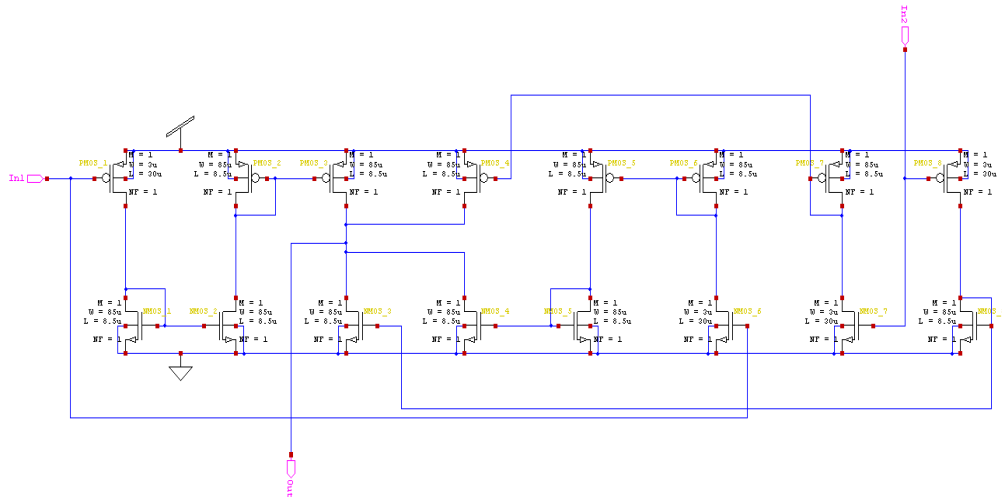 In2
PMOS_1
M = 1
W = 3u
L = 30u
NF = 1
M = 1
W = 85u
L = 8.5u
NF = 1
PMOS_2
PMOS_3
M = 1
W = 85u
L = 8.5u
NF = 1
M = 1
W = 85u
L = 8.5u
NF = 1
PMOS_4
M = 1
W = 85u
L = 8.5u
NF = 1
PMOS_5
PMOS_6
M = 1
W = 85u
L = 8.5u
NF = 1
PMOS_7
M = 1
W = 85u
L = 8.5u
NF = 1
PMOS_8
M = 1
W = 3u
L = 30u
NF = 1
In1
M = 1
W = 85u
L = 8.5u
NF = 1
NMOS_1
NMOS_2
M = 1
W = 85u
L = 8.5u
NF = 1
M = 1
W = 85u
L = 8.5u
NF = 1
NMOS_3
M = 1
W = 85u
L = 8.5u
NF = 1
NMOS_4
NMOS_5
M = 1
W = 85u
L = 8.5u
NF = 1
M = 1
W = 3u
L = 30u
NF = 1
NMOS_6
M = 1
W = 3u
L = 30u
NF = 1
NMOS_7
M = 1
W = 85u
L = 8.5u
NF = 1
NMOS_
Out